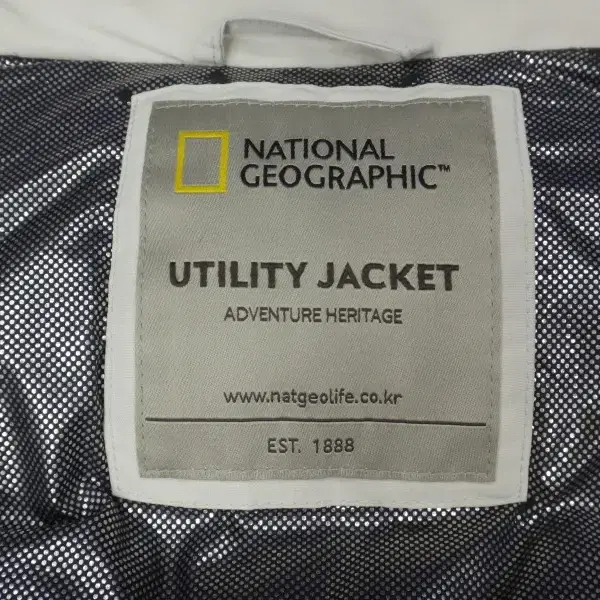 NATIONAL
GEOGRAPHIC™
UTILITY JACKET
ADVENTURE HERITAGE
www.natgeolife.co.kr
EST. 1888